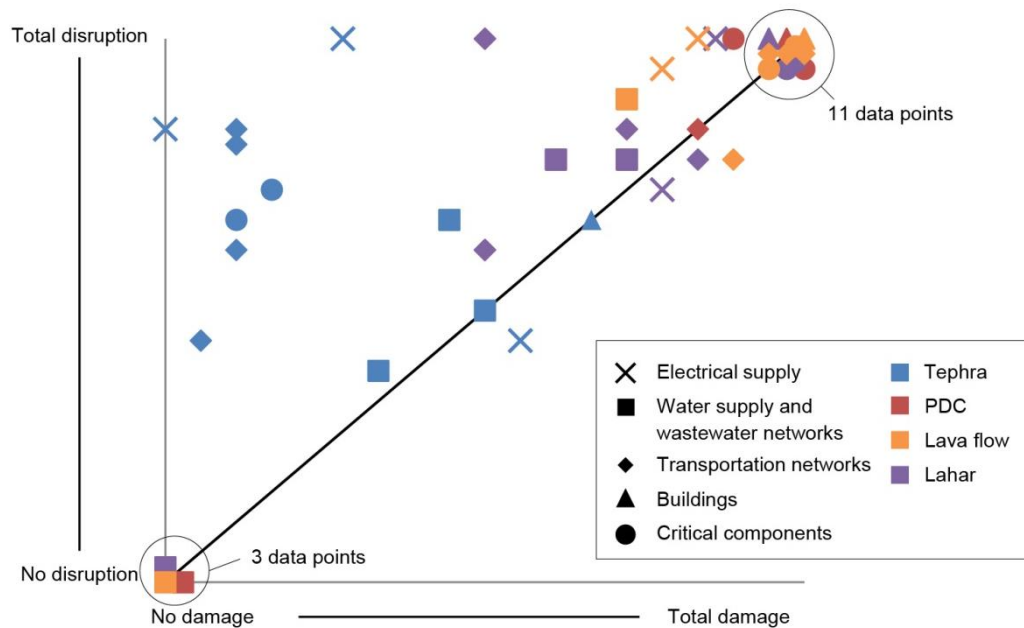 Total disruption
11 data points
Electrical supply
Water supply and
wastewater networks
Transportation networks
Buildings
Critical components
Tephra
PDC
Lava flow
Lahar
3 data points
No disruption
No damage
Total damage